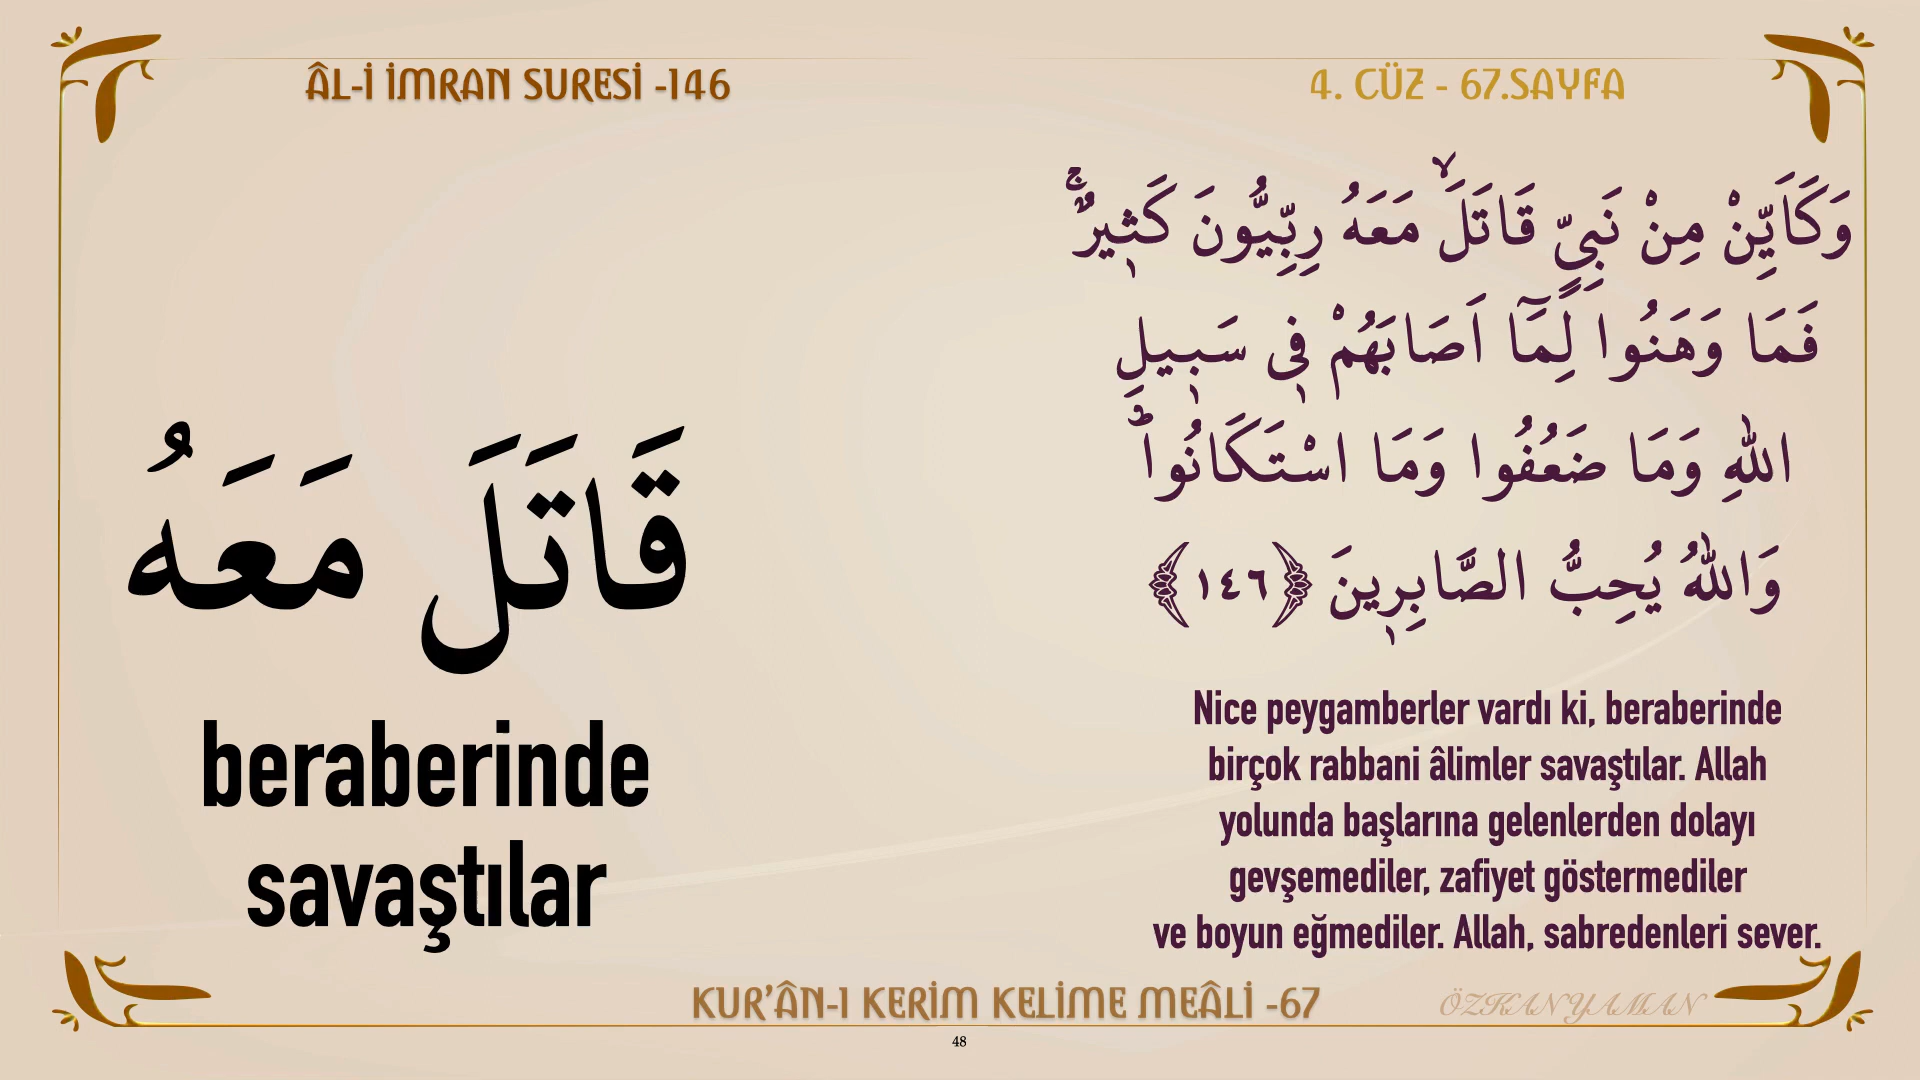 ÂL-İ İMRAN SURESİ -146
4. CÜZ - 67.SAYFA
وَكَاَيِّنْ مِنْ نَبِيٍّ قَاتَلَۙ مَعَهُ رِبِّيُّونَ كَثٖيرٌۚ
فَمَا وَهَنُوا لِمَٓا اَصَابَهُمْ فٖي سَبٖيلِ
اللّٰهِ وَمَا ضَعُفُوا وَمَا اسْتَكَانُواؕ
وَاللّٰهُ يُحِبُّ الصَّابِرٖينَ ﴿١٤٦﴾
قَاتَلَ مَعَهُ
beraberinde
savaştılar
Nice peygamberler vardı ki, beraberinde
birçok rabbani âlimler savaştılar. Allah
yolunda başlarına gelenlerden dolayı
gevşemediler, zafiyet göstermediler
ve boyun eğmediler. Allah, sabredenleri sever.
KUR'ÂN-I KERİM KELİME MEÂLİ -67
ÖZKAN YAMAN
48